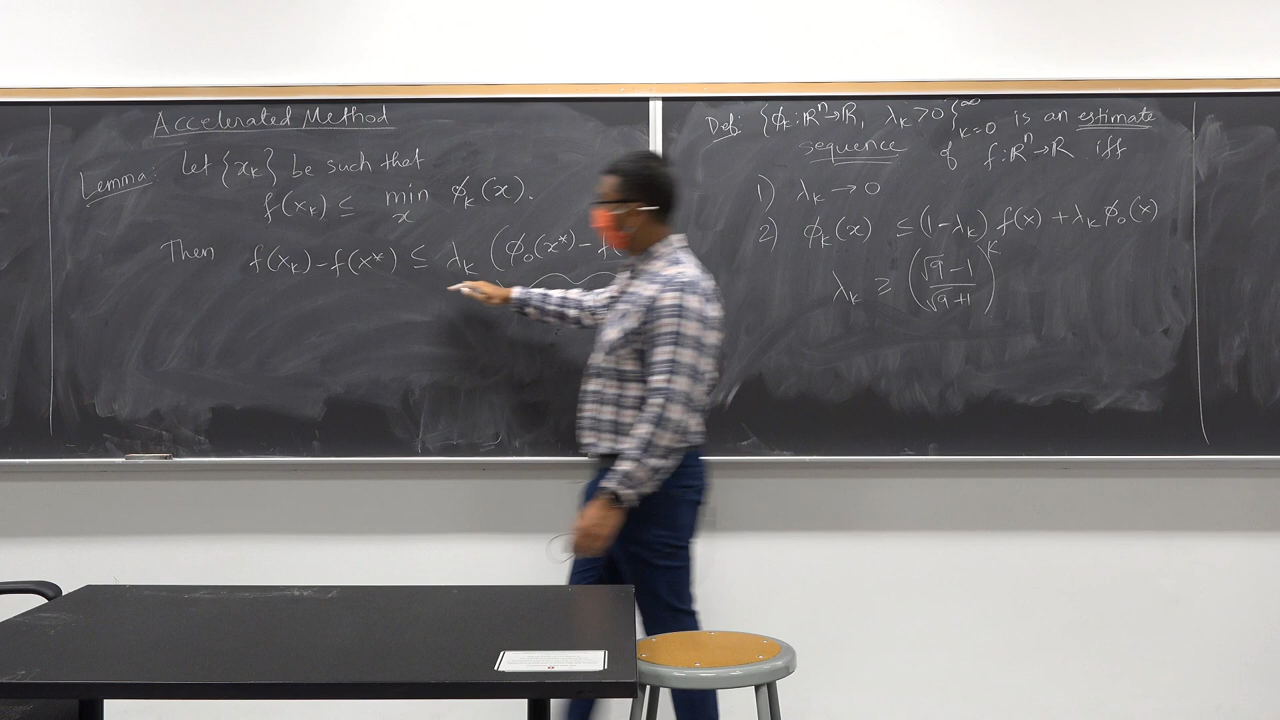 Accelerated Method
Lemma: Let {x_k} be such that
f(x_k) ≤ min_x ϕ_k(x).
Then f(x_k) - f(x*) ≤ λ_k (ϕ_0(x*) - f
Def: {ϕ_k: ℝ^n→ℝ, λ_k > 0}_{k=0}^∞ is an estimate
sequence of f: ℝ^n→ℝ iff
1) λ_k → 0
2) ϕ_k(x) ≤ (1-λ_k) f(x) + λ_k ϕ_0(x)
λ_k ≥ ((√9 - 1)/(√9 + 1))^k